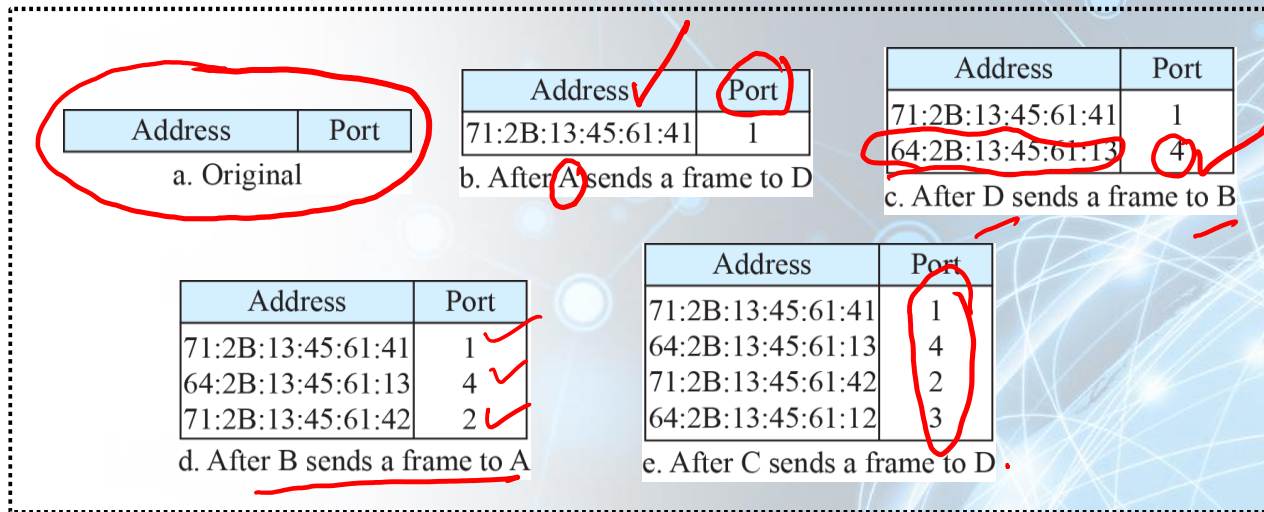 Address Port
a. Original
Address Port
71:2B:13:45:61:41 1
b. After A sends a frame to D
Address Port
71:2B:13:45:61:41 1
64:2B:13:45:61:13 4
c. After D sends a frame to B
Address Port
71:2B:13:45:61:41 1
64:2B:13:45:61:13 4
71:2B:13:45:61:42 2
d. After B sends a frame to A
Address Port
71:2B:13:45:61:41 1
64:2B:13:45:61:13 4
71:2B:13:45:61:42 2
64:2B:13:45:61:12 3
e. After C sends a frame to D